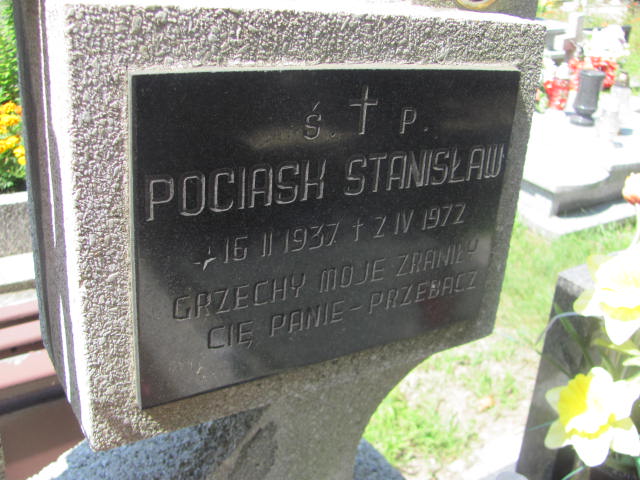 Ś. † P.
POCIASK STANISŁAW
* 16 II 1937 † 2 IV 1972
GRZECHY MOJE ZRANIŁY
CIĘ PANIE - PRZEBACZ